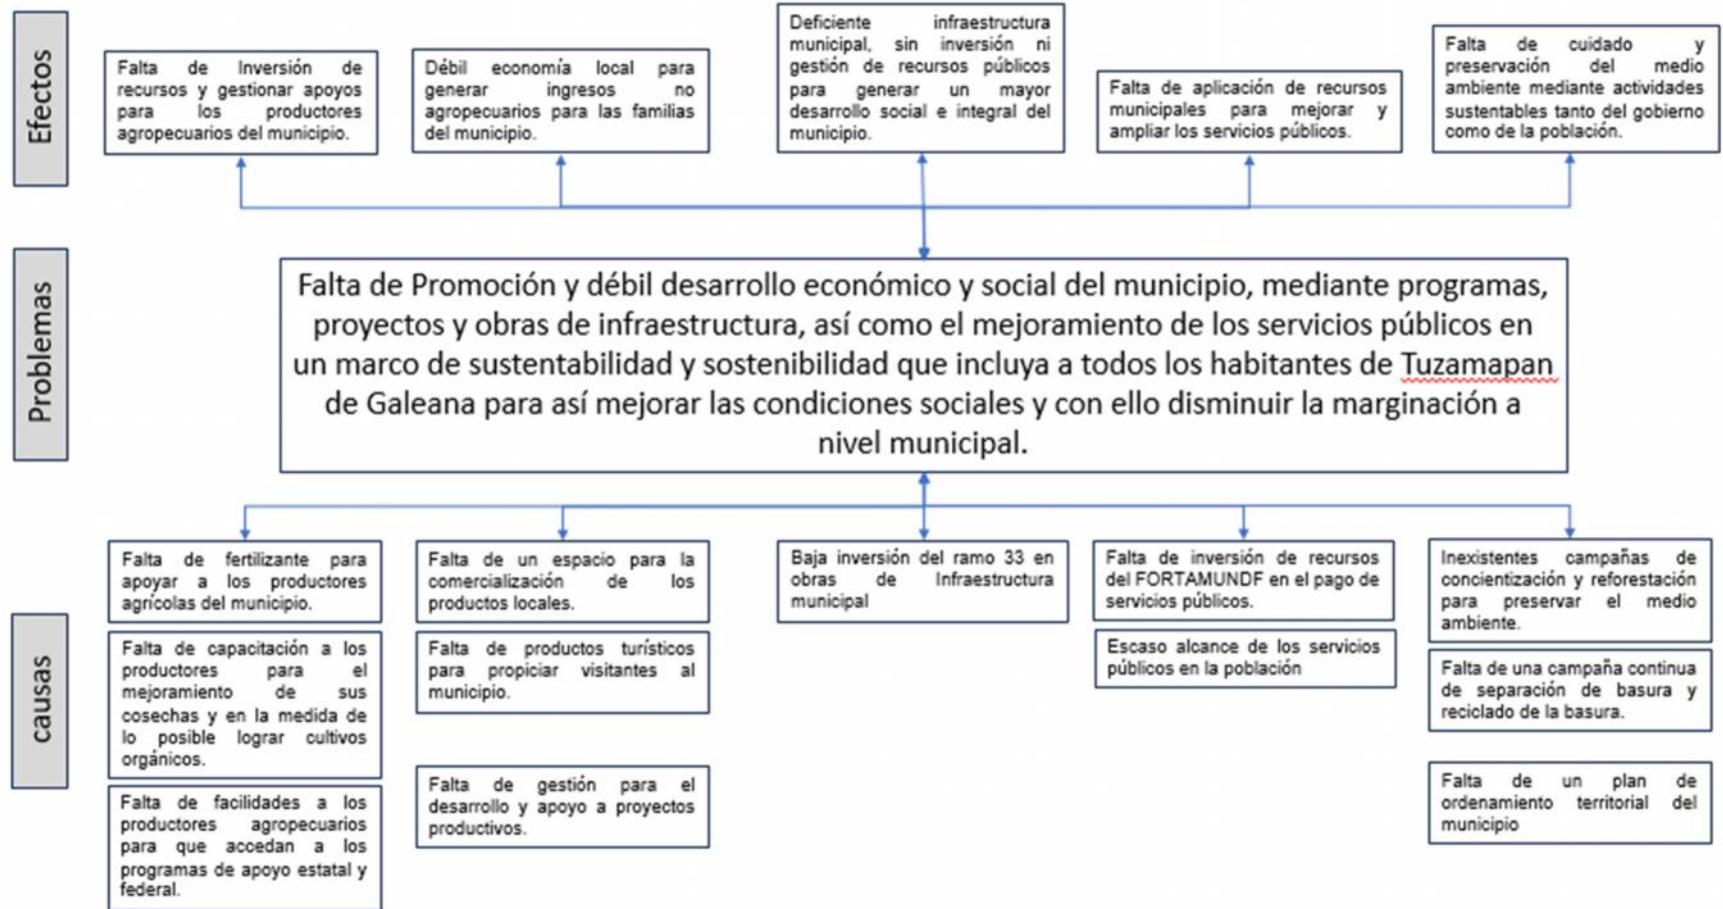 Efectos
Falta de Inversión de
recursos y gestionar apoyos
para los productores
agropecuarios del municipio.
Débil economía local para
generar ingresos no
agropecuarios para las familias
del municipio.
Deficiente infraestructura
municipal, sin inversión ni
gestión de recursos públicos
para generar un mayor
desarrollo social e integral del
municipio.
Falta de aplicación de recursos
municipales para mejorar y
ampliar los servicios públicos.
Falta de cuidado y
preservación del medio
ambiente mediante actividades
sustentables tanto del gobierno
como de la población.
Problemas
Falta de Promoción y débil desarrollo económico y social del municipio, mediante programas,
proyectos y obras de infraestructura, así como el mejoramiento de los servicios públicos en
un marco de sustentabilidad y sostenibilidad que incluya a todos los habitantes de Tuzamapan
de Galeana para así mejorar las condiciones sociales y con ello disminuir la marginación a
nivel municipal.
causas
Falta de fertilizante para
apoyar a los productores
agrícolas del municipio.
Falta de capacitación a los
productores para el
mejoramiento de sus
cosechas y en la medida de
lo posible lograr cultivos
orgánicos.
Falta de facilidades a los
productores agropecuarios
para que accedan a los
programas de apoyo estatal y
federal.
Falta de un espacio para la
comercialización de los
productos locales.
Falta de productos turísticos
para propiciar visitantes al
municipio.
Falta de gestión para el
desarrollo y apoyo a proyectos
productivos.
Baja inversión del ramo 33 en
obras de Infraestructura
municipal
Falta de inversión de recursos
del FORTAMUNDF en el pago de
servicios públicos.
Escaso alcance de los servicios
públicos en la población
Inexistentes campañas de
concientización y reforestación
para preservar el medio
ambiente.
Falta de una campaña continua
de separación de basura y
reciclado de la basura.
Falta de un plan de
ordenamiento territorial del
municipio